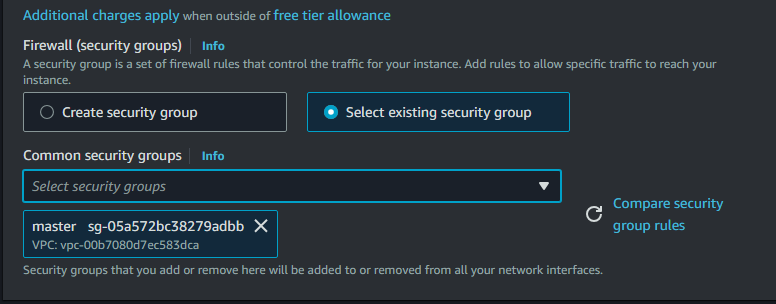 Additional charges apply when outside of free tier allowance
Firewall (security groups) Info
A security group is a set of firewall rules that control the traffic for your instance. Add rules to allow specific traffic to reach your
instance.
Create security group
Select existing security group
Common security groups Info
Select security groups
Compare security
group rules
master sg-05a572bc38279adbb
VPC: vpc-00b7080d7ec583dca
Security groups that you add or remove here will be added to or removed from all your network interfaces.